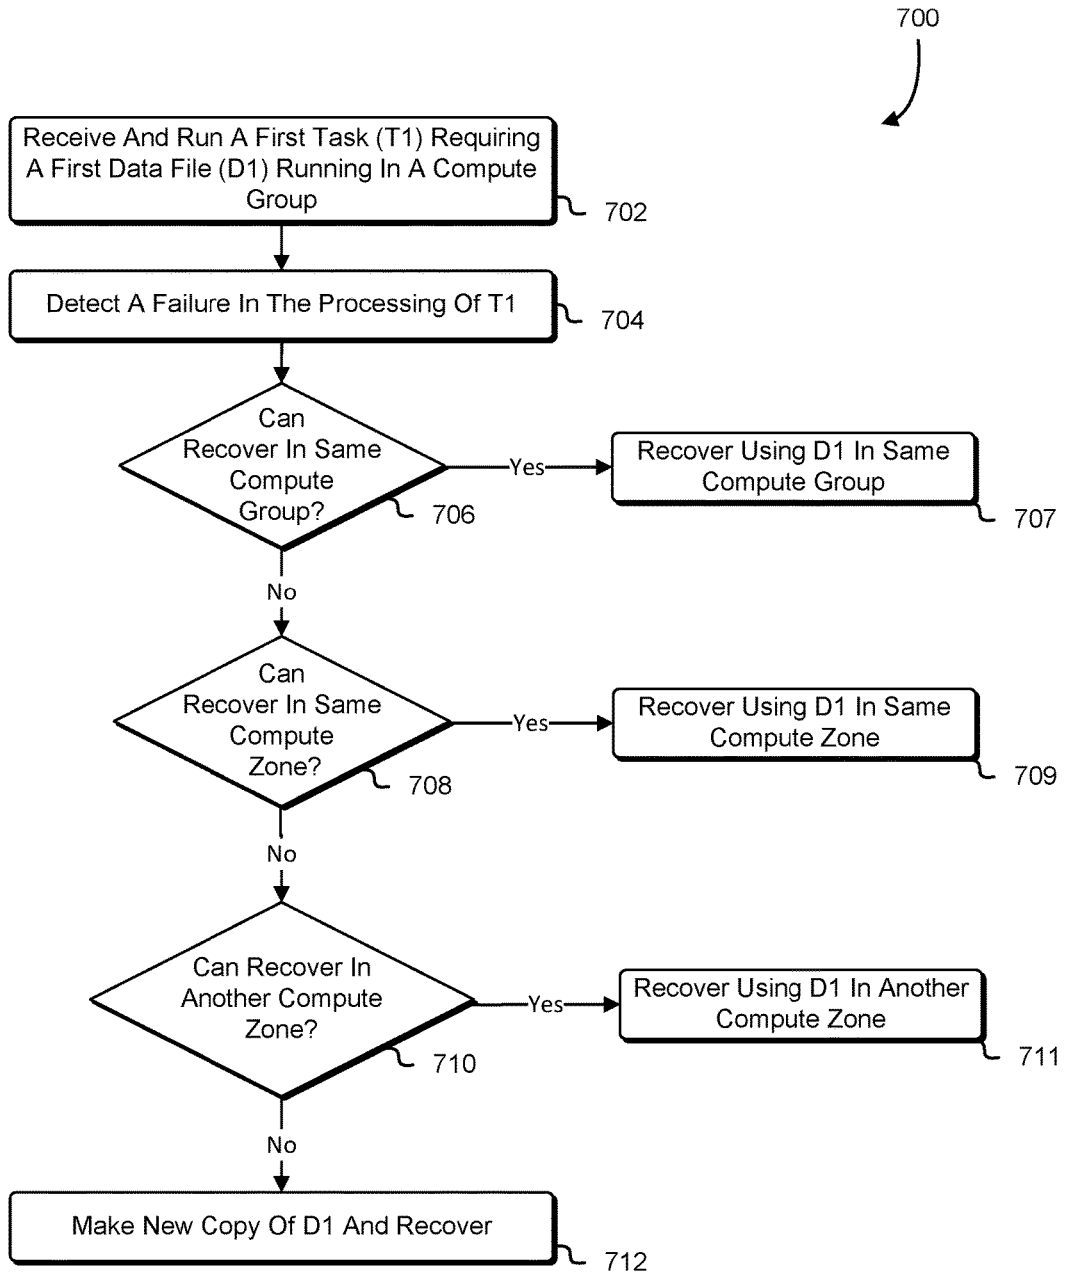 700
Receive And Run A First Task (T1) Requiring
A First Data File (D1) Running In A Compute
Group
702
Detect A Failure In The Processing Of T1
704
Can
Recover In Same
Compute
Group?
706
Yes
Recover Using D1 In Same
Compute Group
707
No
Can
Recover In Same
Compute
Zone?
708
Yes
Recover Using D1 In Same
Compute Zone
709
No
Can Recover In
Another Compute
Zone?
710
Yes
Recover Using D1 In Another
Compute Zone
711
No
Make New Copy Of D1 And Recover
712